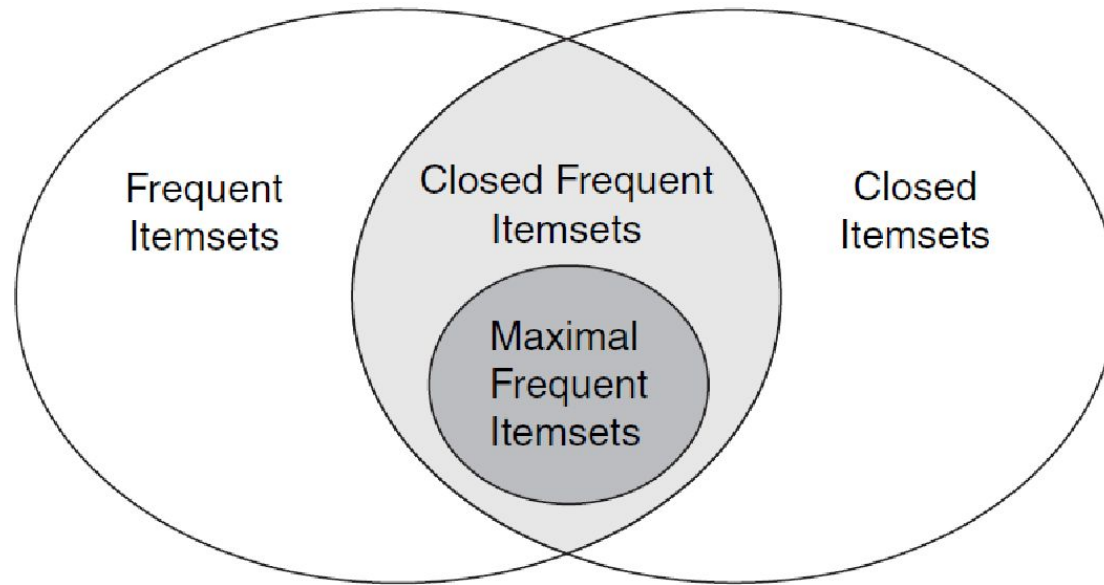 Frequent
Itemsets
Closed Frequent
Itemsets
Closed
Itemsets
Maximal
Frequent
Itemsets